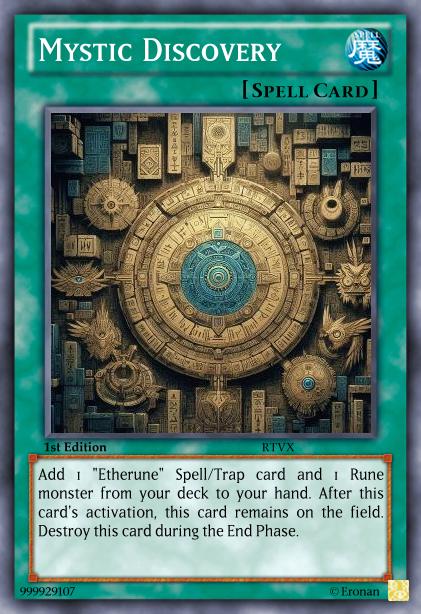 Mystic Discovery
SPELL
魔
[Spell Card]
1st Edition
RTVX
Add 1 "Etherune" Spell/Trap card and 1 Rune
monster from your deck to your hand. After this
card's activation, this card remains on the field.
Destroy this card during the End Phase.
999929107
© Eronan